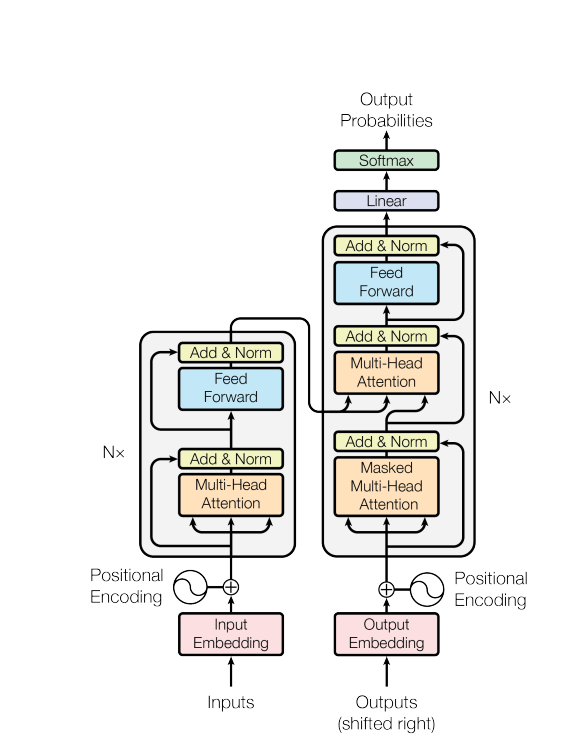 Output
Probabilities
Softmax
Linear
Add & Norm
Feed
Forward
Add & Norm
Multi-Head
Attention
Add & Norm
Masked
Multi-Head
Attention
N×
Add & Norm
Feed
Forward
Add & Norm
Multi-Head
Attention
N×
Positional
Encoding
Positional
Encoding
Input
Embedding
Output
Embedding
Inputs
Outputs
(shifted right)